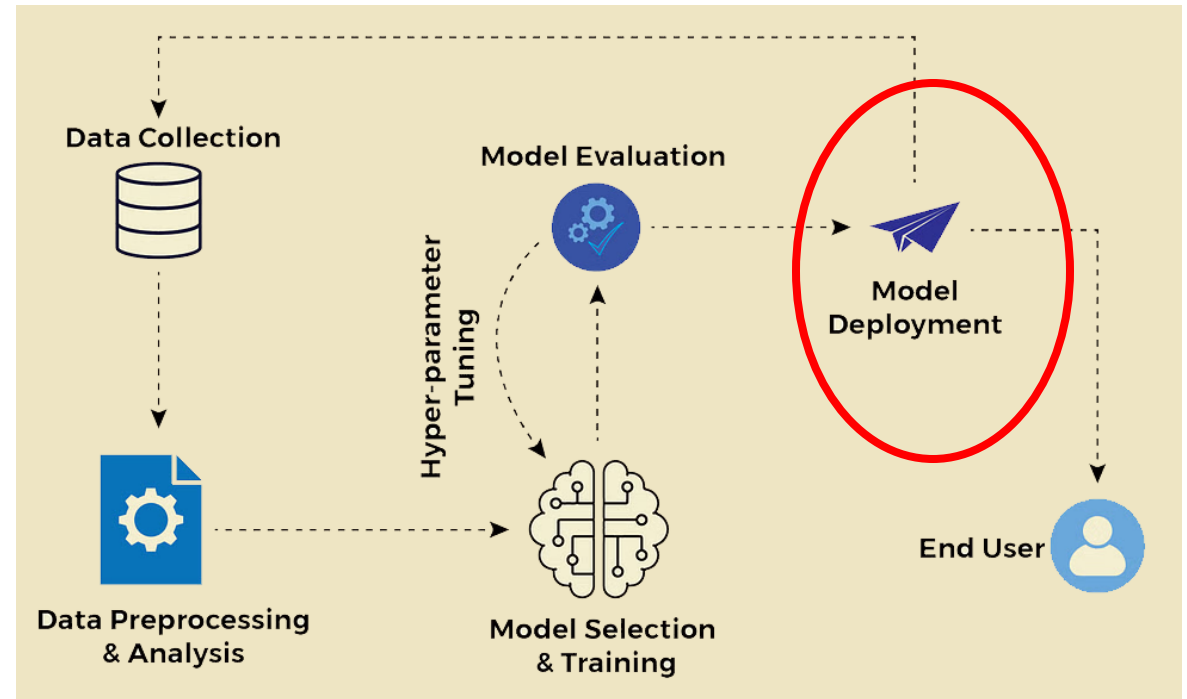 Data Collection
Model Evaluation
Hyper-parameter
Tuning
Model
Deployment
End User
Data Preprocessing
& Analysis
Model Selection
& Training